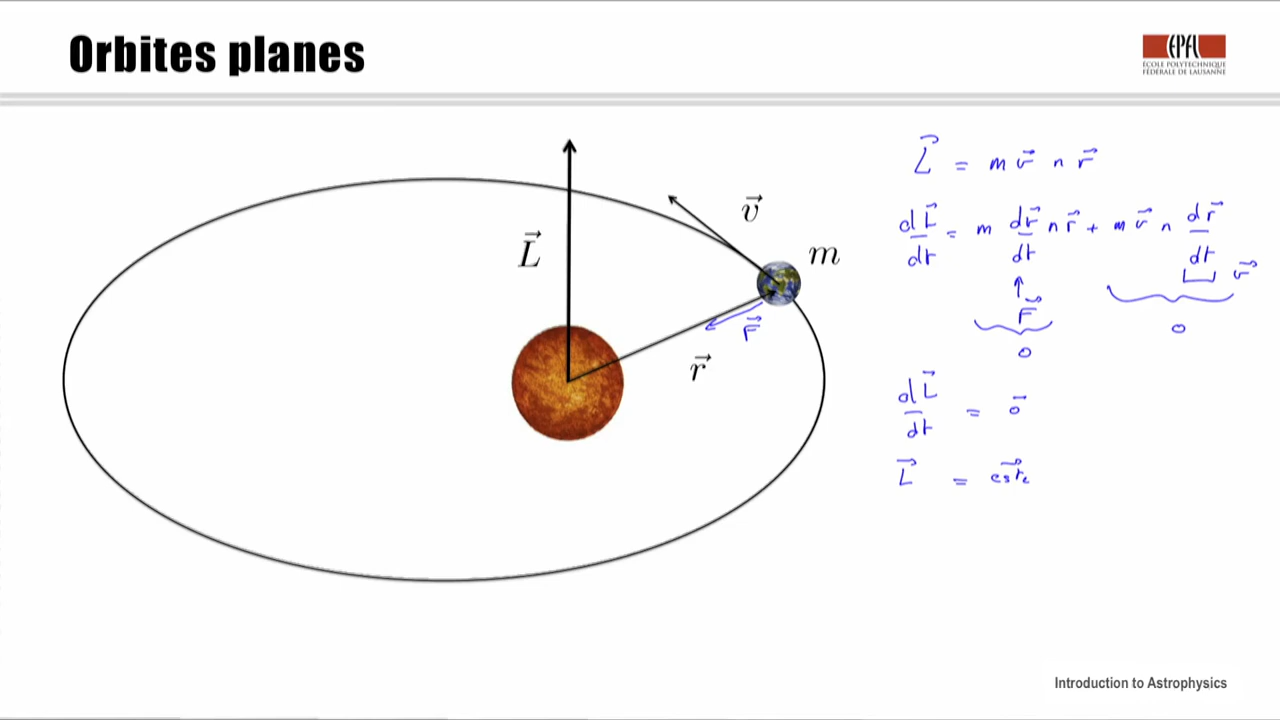 Orbites planes
EPFL
ÉCOLE POLYTECHNIQUE
FÉDÉRALE DE LAUSANNE
L⃗
v⃗
m
F⃗
r⃗
L⃗ = m v⃗ ∧ r⃗
dL⃗/dt = m dv⃗/dt ∧ r⃗ + m v⃗ ∧ dr⃗/dt
v⃗
F⃗
0
0
dL⃗/dt = 0⃗
L⃗ = cste
Introduction to Astrophysics